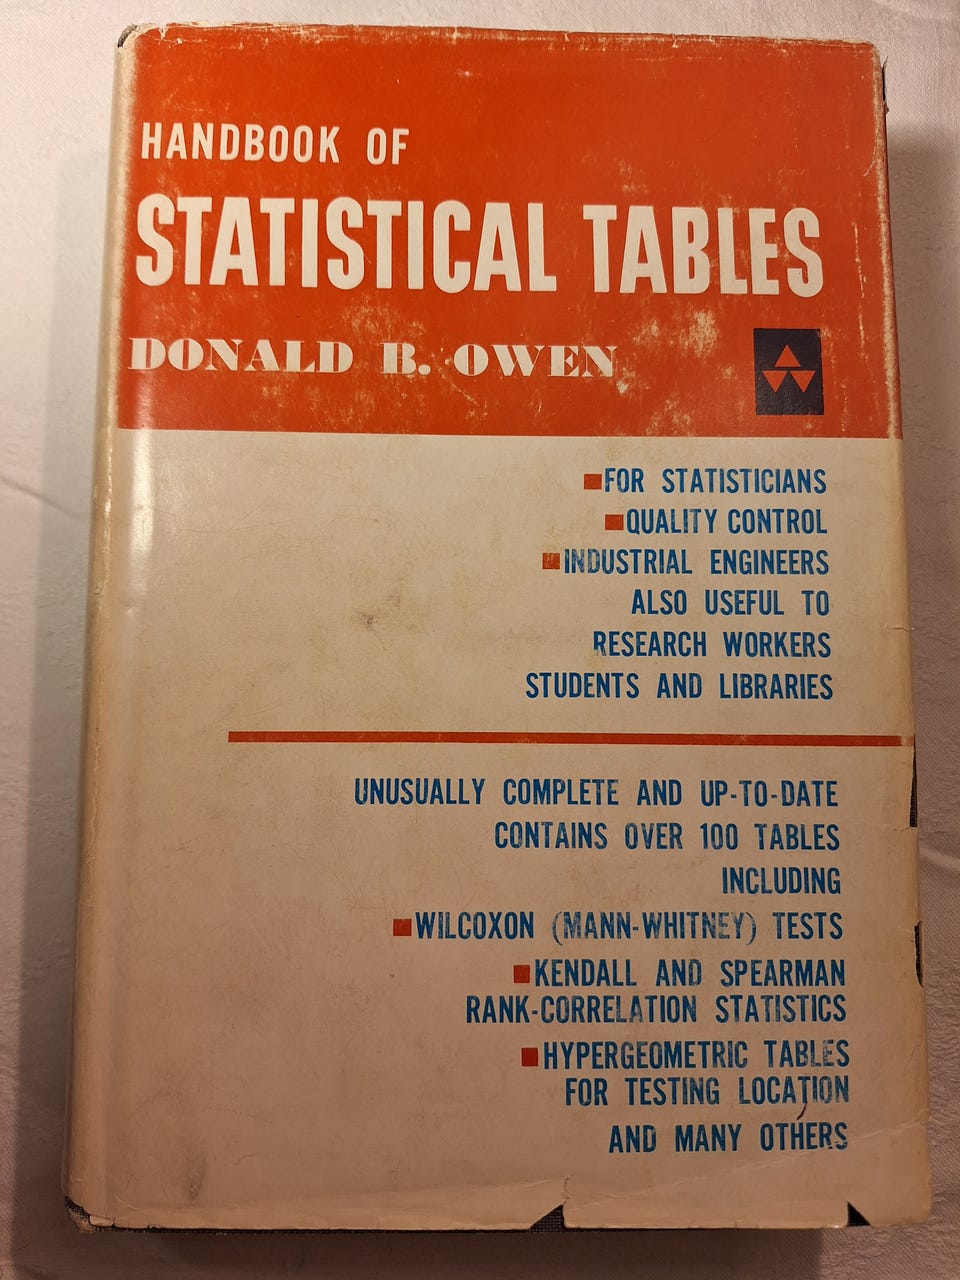 HANDBOOK OF
STATISTICAL TABLES
DONALD B. OWEN
FOR STATISTICIANS
QUALITY CONTROL
INDUSTRIAL ENGINEERS
ALSO USEFUL TO
RESEARCH WORKERS
STUDENTS AND LIBRARIES
UNUSUALLY COMPLETE AND UP-TO-DATE
CONTAINS OVER 100 TABLES
INCLUDING
WILCOXON (MANN-WHITNEY) TESTS
KENDALL AND SPEARMAN
RANK-CORRELATION STATISTICS
HYPERGEOMETRIC TABLES
FOR TESTING LOCATION
AND MANY OTHERS